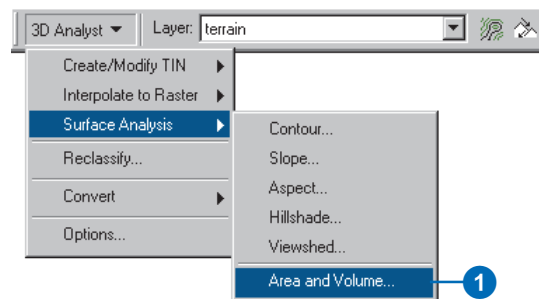 3D Analyst Layer: terrain
Create/Modify TIN
Interpolate to Raster
Surface Analysis
Reclassify...
Convert
Options...
Contour...
Slope...
Aspect...
Hillshade...
Viewshed...
Area and Volume...
1